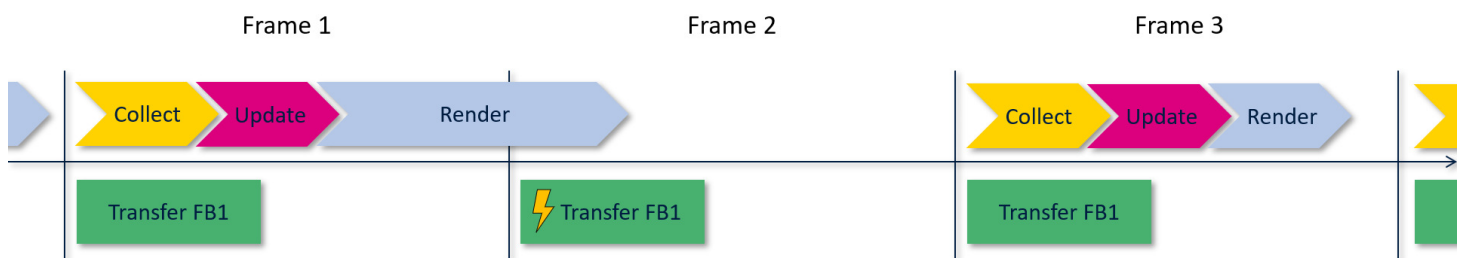 Frame 1
Frame 2
Frame 3
Collect
Update
Render
Collect
Update
Render
Transfer FB1
Transfer FB1
Transfer FB1